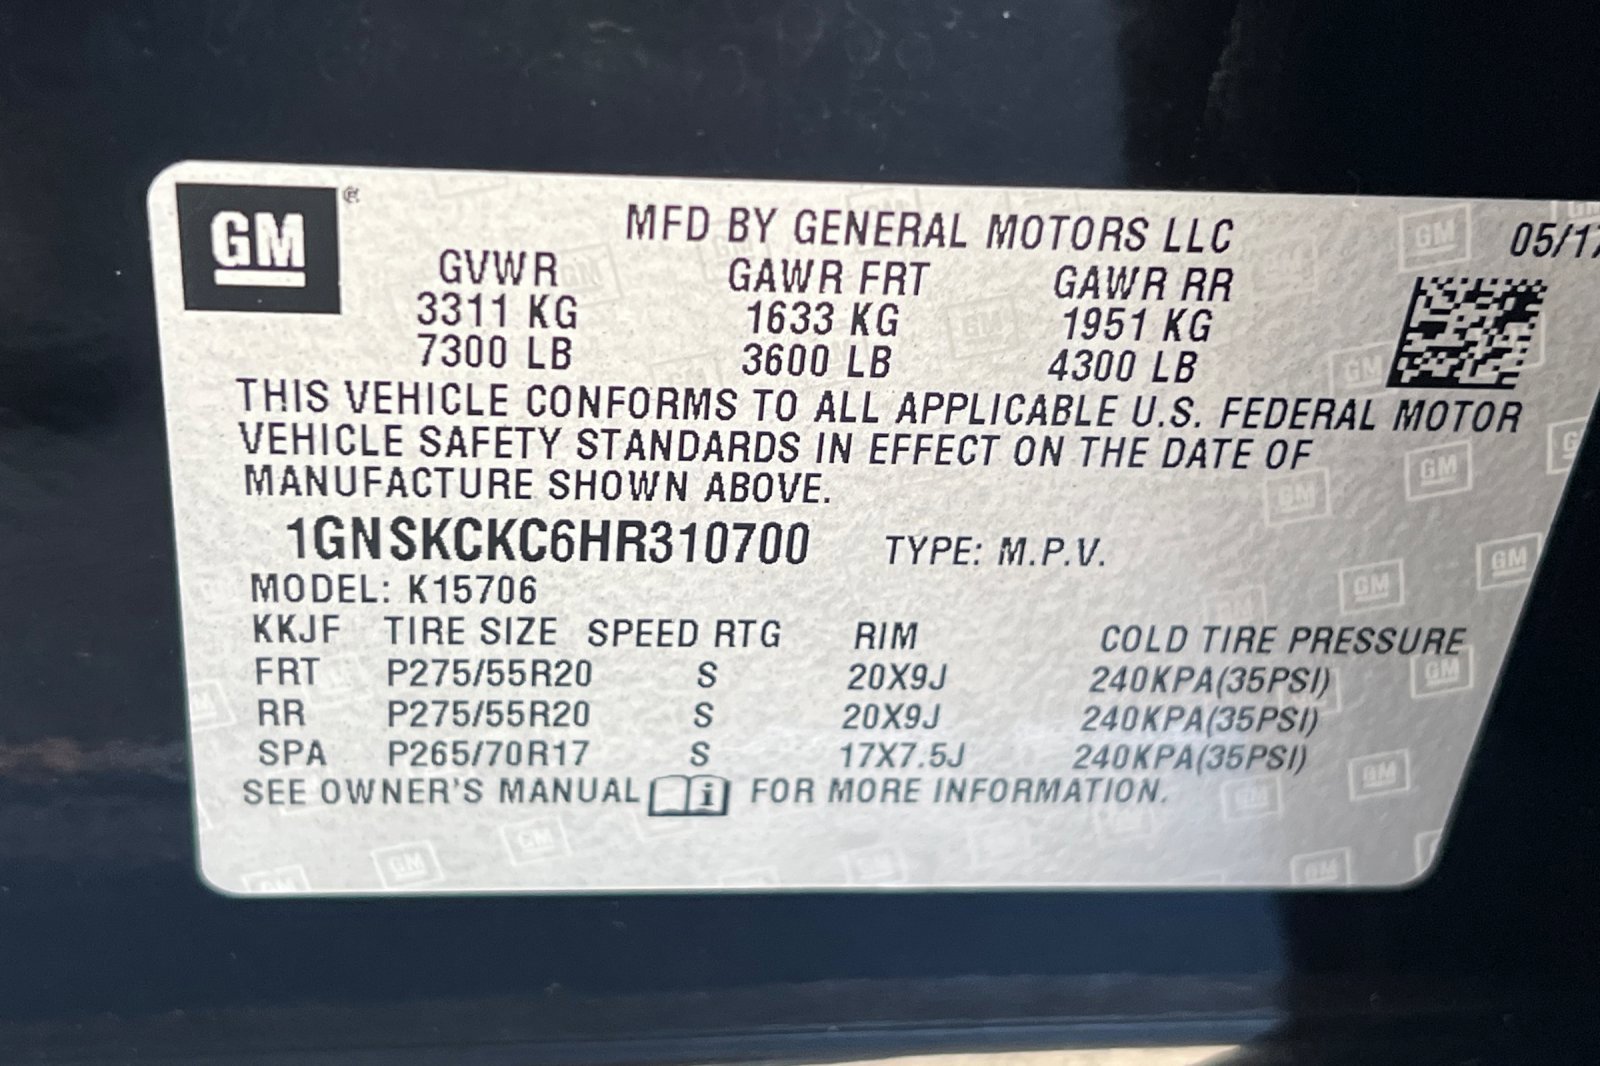 GM
MFD BY GENERAL MOTORS LLC 05/17
GVWR GAWR FRT GAWR RR
3311 KG 1633 KG 1951 KG
7300 LB 3600 LB 4300 LB
THIS VEHICLE CONFORMS TO ALL APPLICABLE U.S. FEDERAL MOTOR
VEHICLE SAFETY STANDARDS IN EFFECT ON THE DATE OF
MANUFACTURE SHOWN ABOVE.
1GNSKCKC6HR310700 TYPE: M.P.V.
MODEL: K15706
KKJF TIRE SIZE SPEED RTG RIM COLD TIRE PRESSURE
FRT P275/55R20 S 20X9J 240KPA(35PSI)
RR P275/55R20 S 20X9J 240KPA(35PSI)
SPA P265/70R17 S 17X7.5J 240KPA(35PSI)
SEE OWNER'S MANUAL i FOR MORE INFORMATION.